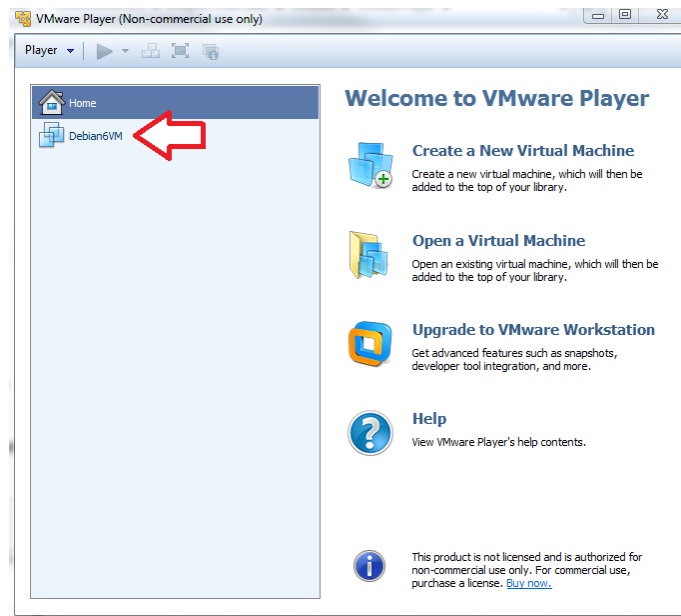 VMware Player (Non-commercial use only)
Player
Home
Debian6VM
Welcome to VMware Player
Create a New Virtual Machine
Create a new virtual machine, which will then be
added to the top of your library.
Open a Virtual Machine
Open an existing virtual machine, which will then be
added to the top of your library.
Upgrade to VMware Workstation
Get advanced features such as snapshots,
developer tool integration, and more.
Help
View VMware Player's help contents.
This product is not licensed and is authorized for
non-commercial use only. For commercial use,
purchase a license. Buy now.